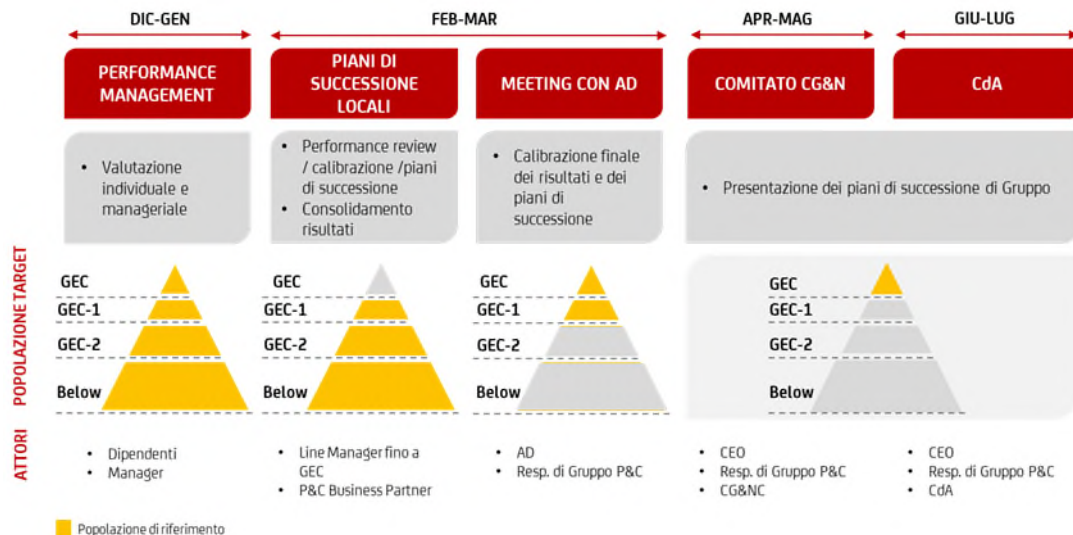 DIC-GEN
FEB-MAR
APR-MAG
GIU-LUG
PERFORMANCE
MANAGEMENT
PIANI DI
SUCCESSIONE
LOCALI
MEETING CON AD
COMITATO CG&N
CdA
• Valutazione
individuale e
manageriale
• Performance review
/ calibrazione /piani
di successione
• Consolidamento
risultati
• Calibrazione finale
dei risultati e dei
piani di
successione
• Presentazione dei piani di successione di Gruppo
POPOLAZIONE TARGET
GEC
GEC-1
GEC-2
Below
GEC
GEC-1
GEC-2
Below
GEC
GEC-1
GEC-2
Below
GEC
GEC-1
GEC-2
Below
ATTORI
• Dipendenti
• Manager
• Line Manager fino a
GEC
• P&C Business Partner
• AD
• Resp. di Gruppo P&C
• CEO
• Resp. di Gruppo P&C
• CG&NC
• CEO
• Resp. di Gruppo P&C
• CdA
Popolazione di riferimento